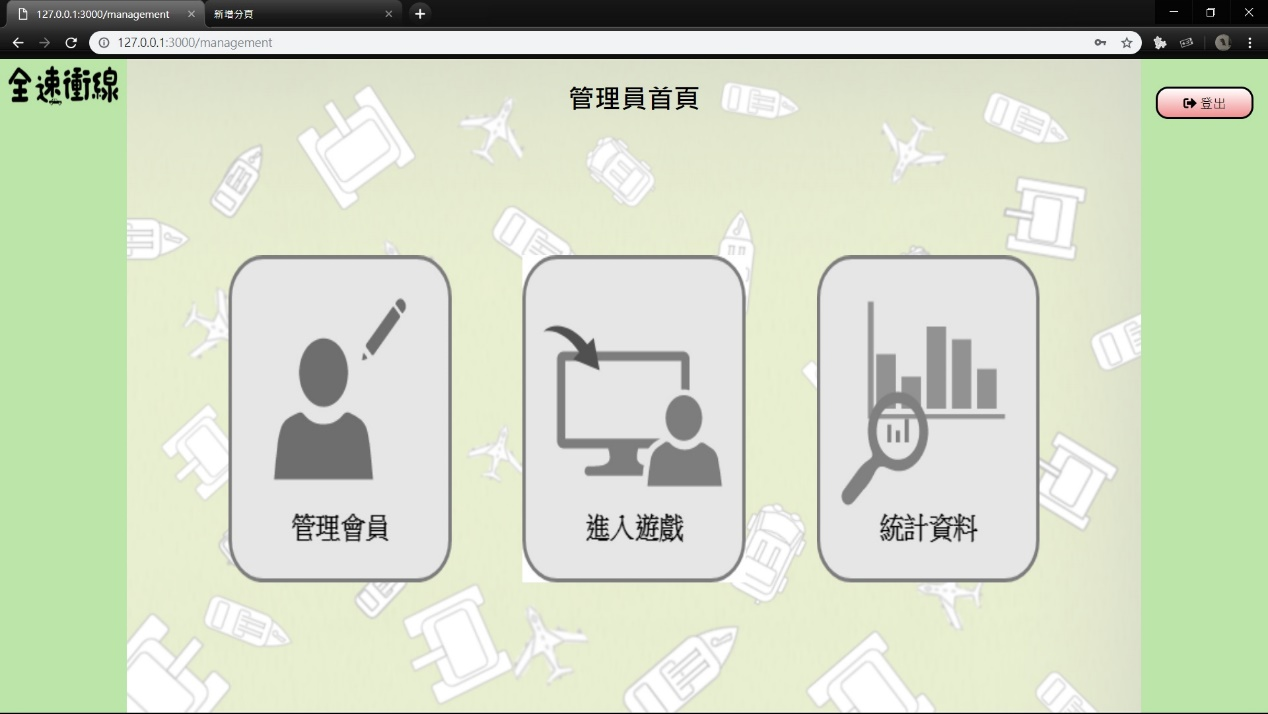 127.0.0.1:3000/management
新增分頁
127.0.0.1:3000/management
全速衝線
管理員首頁
登出
管理會員
進入遊戲
統計資料